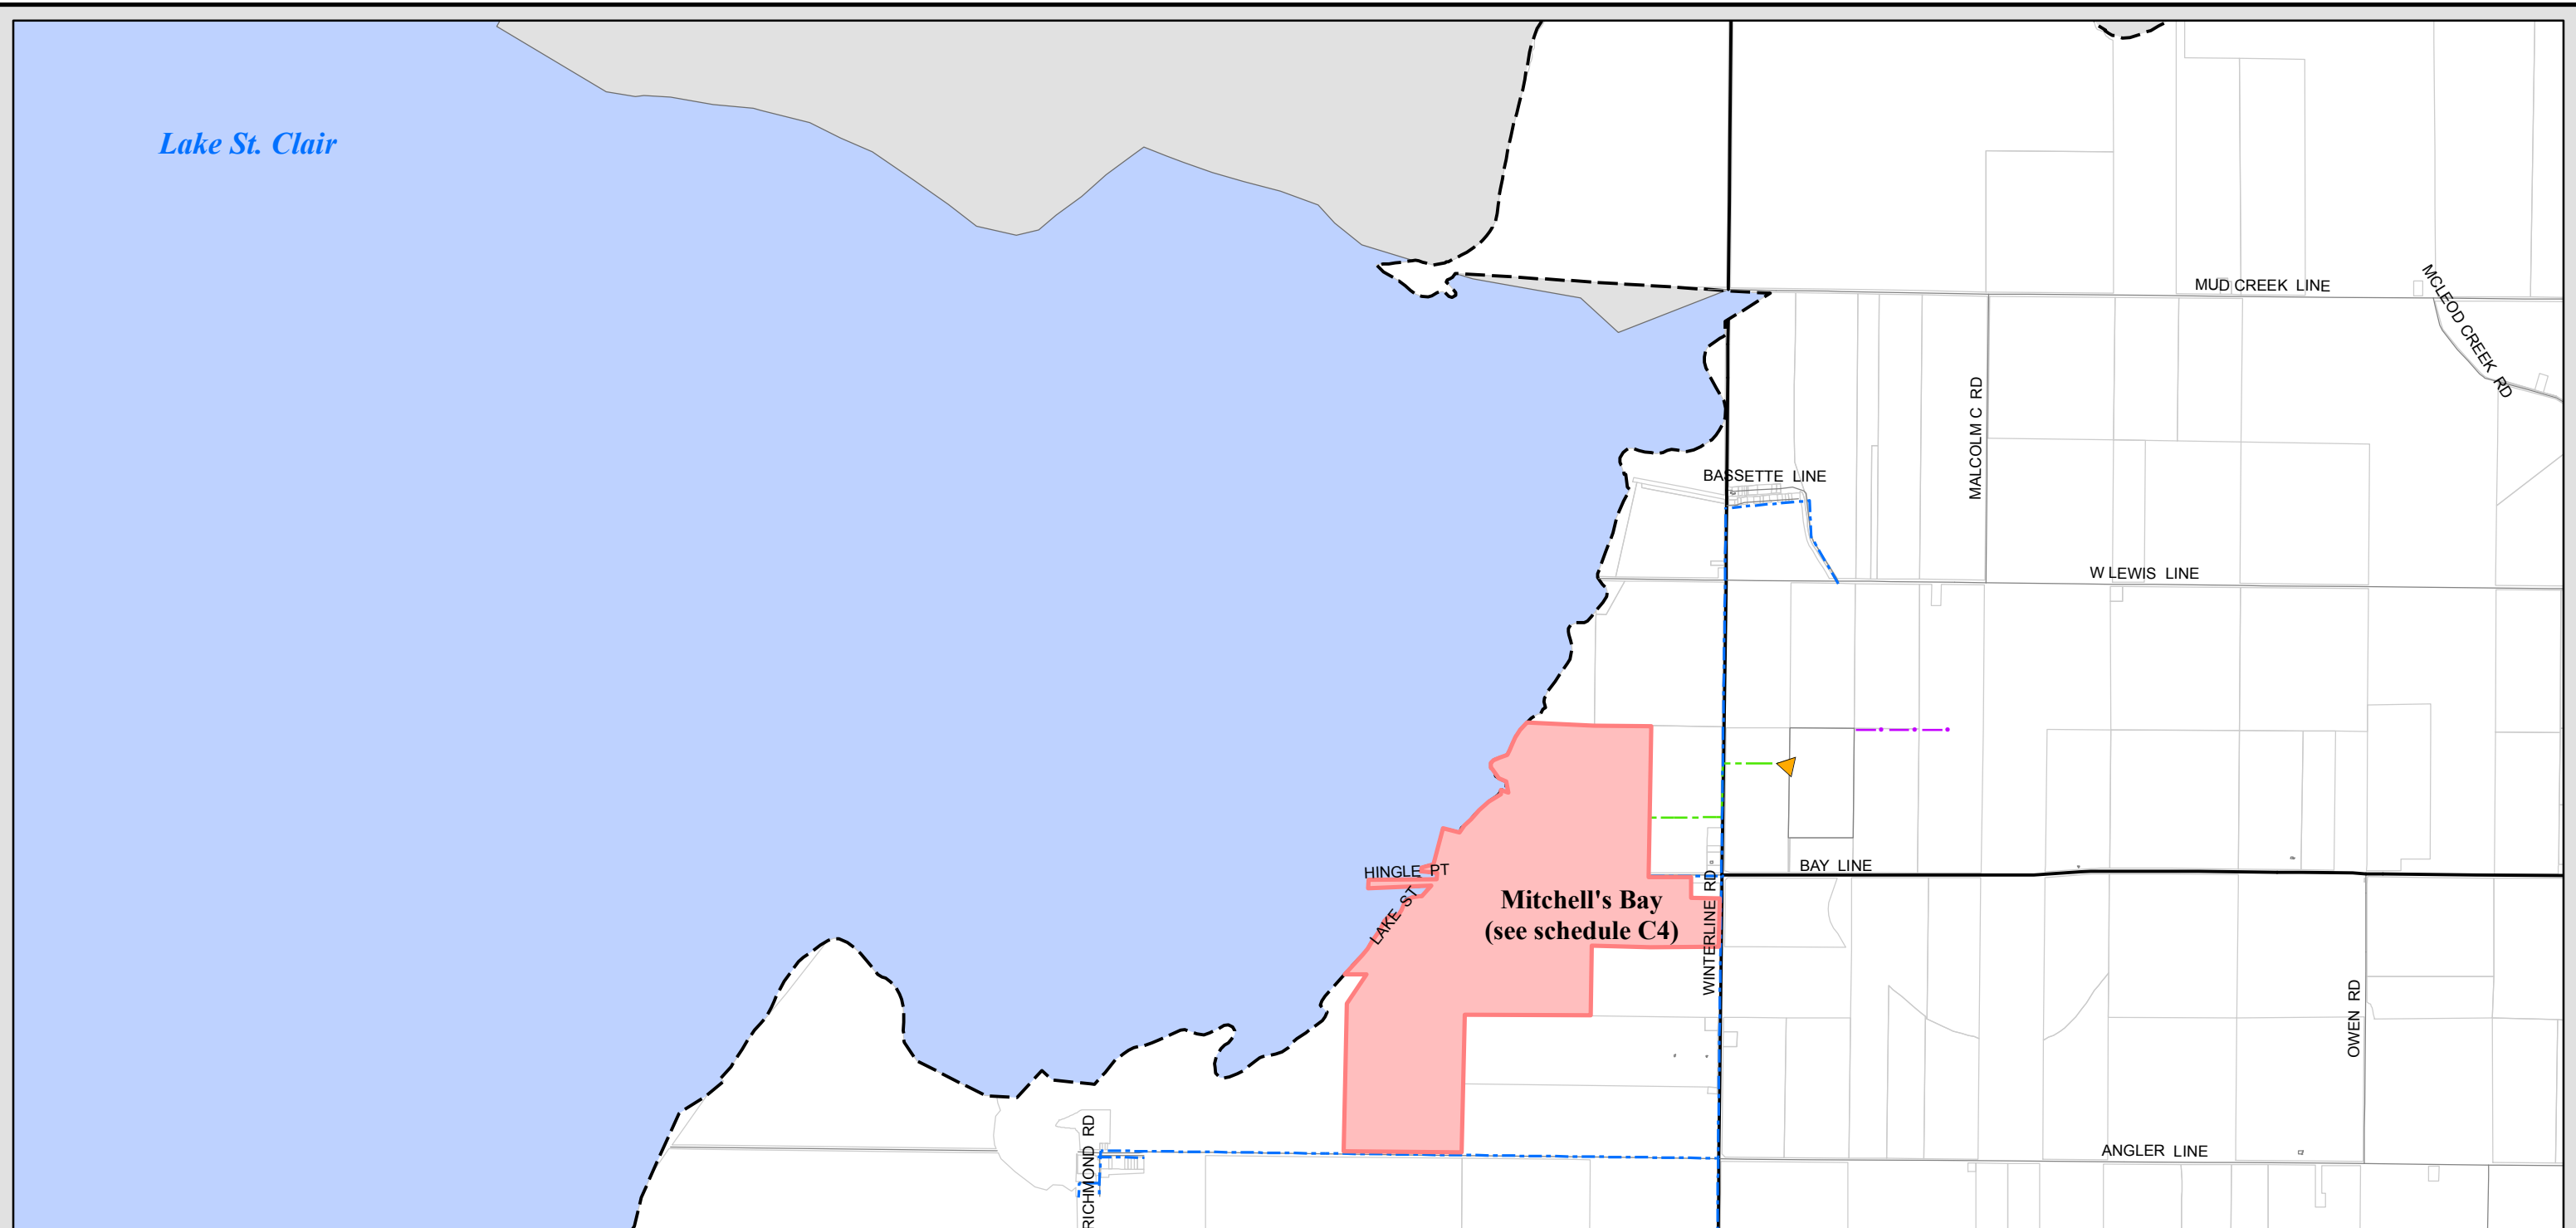 Lake St. Clair
MUD CREEK LINE
MCLEOD CREEK RD
MALCOLM C RD
BASSETTE LINE
W LEWIS LINE
HINGLE PT
BAY LINE
LAKE ST
Mitchell's Bay
(see schedule C4)
WINTERLINE RD
OWEN RD
RICHMOND RD
ANGLER LINE